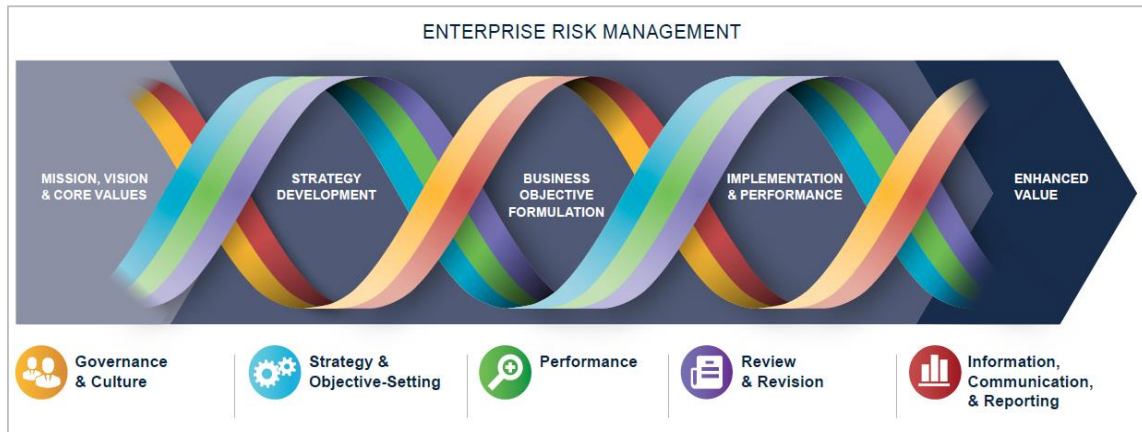 ENTERPRISE RISK MANAGEMENT
MISSION, VISION
& CORE VALUES
STRATEGY
DEVELOPMENT
BUSINESS
OBJECTIVE
FORMULATION
IMPLEMENTATION
& PERFORMANCE
ENHANCED
VALUE
Governance
& Culture
Strategy &
Objective-Setting
Performance
Review
& Revision
Information,
Communication,
& Reporting